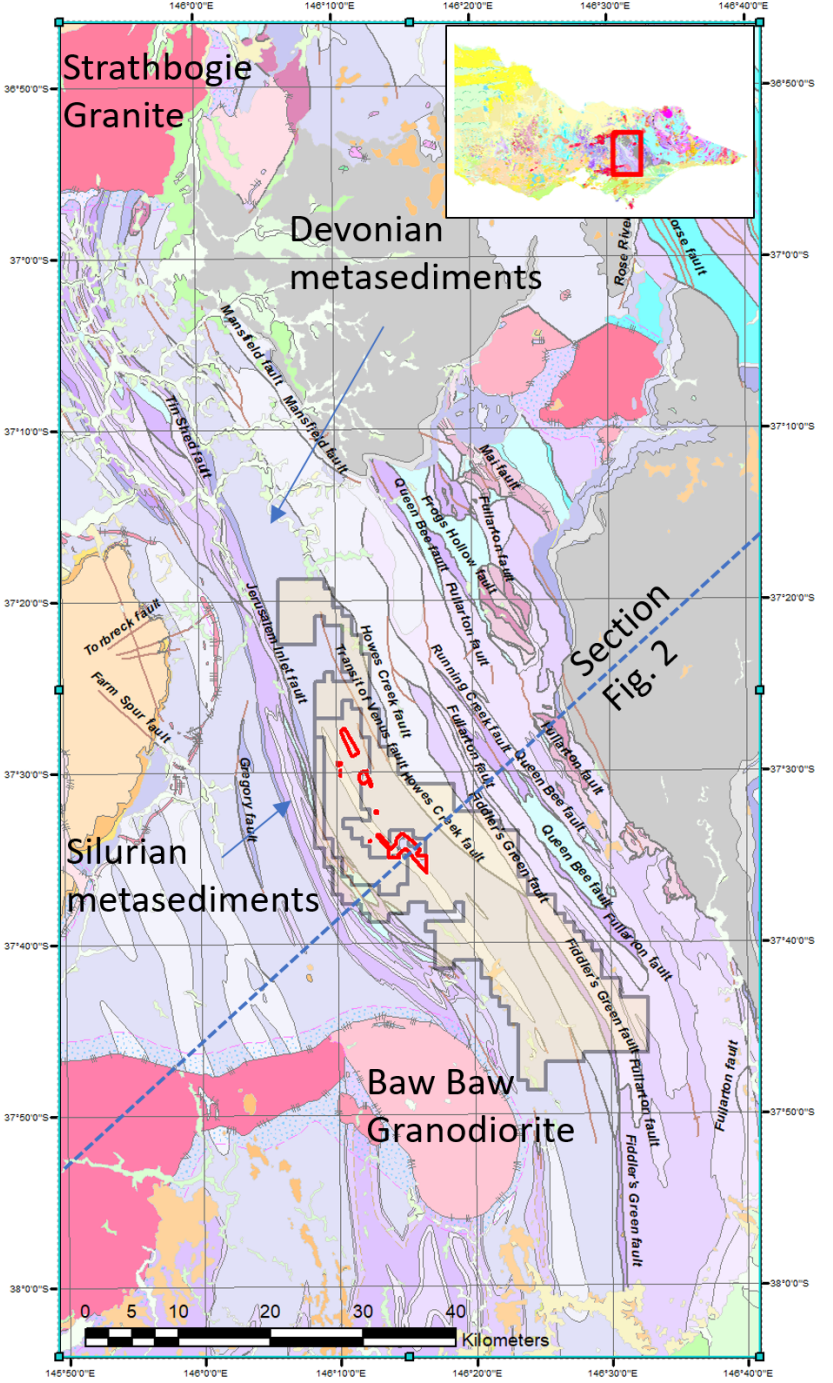 146°0'0"E 146°10'0"E 146°20'0"E 146°30'0"E 146°40'0"E
Strathbogie
Granite
36°50'0"S
36°50'0"S
Devonian
metasediments
Rose River
orse fault
37°0'0"S
37°0'0"S
Mansfield fault
Mansfield fault
Tin Shed fault
37°10'0"S
37°10'0"S
Mai fault
Queen Bee fault
Frogs Hollow fault
Fullarton fault
Fullarton fault
37°20'0"S
37°20'0"S
Torbreck fault
Farm Spur fault
Jerusalem Inlet fault
Transit of Venus fault
Howes Creek fault
Running Creek fault
Section
Fig. 2
Fullarton fault
Fullarton fault
Queen Bee fault
37°30'0"S
37°30'0"S
Gregory fault
Howes Creek fault
Fiddler's Green fault
Queen Bee fault
Silurian
metasediments
Fullarton fault
37°40'0"S
37°40'0"S
Fiddler's Green fault
Fullarton fault
Fullarton fault
Baw Baw
Granodiorite
37°50'0"S
37°50'0"S
Fiddler's Green fault
38°0'0"S
38°0'0"S
0 5 10 20 30 40
Kilometers
145°50'0"E 146°0'0"E 146°10'0"E 146°20'0"E 146°30'0"E 146°40'0"E